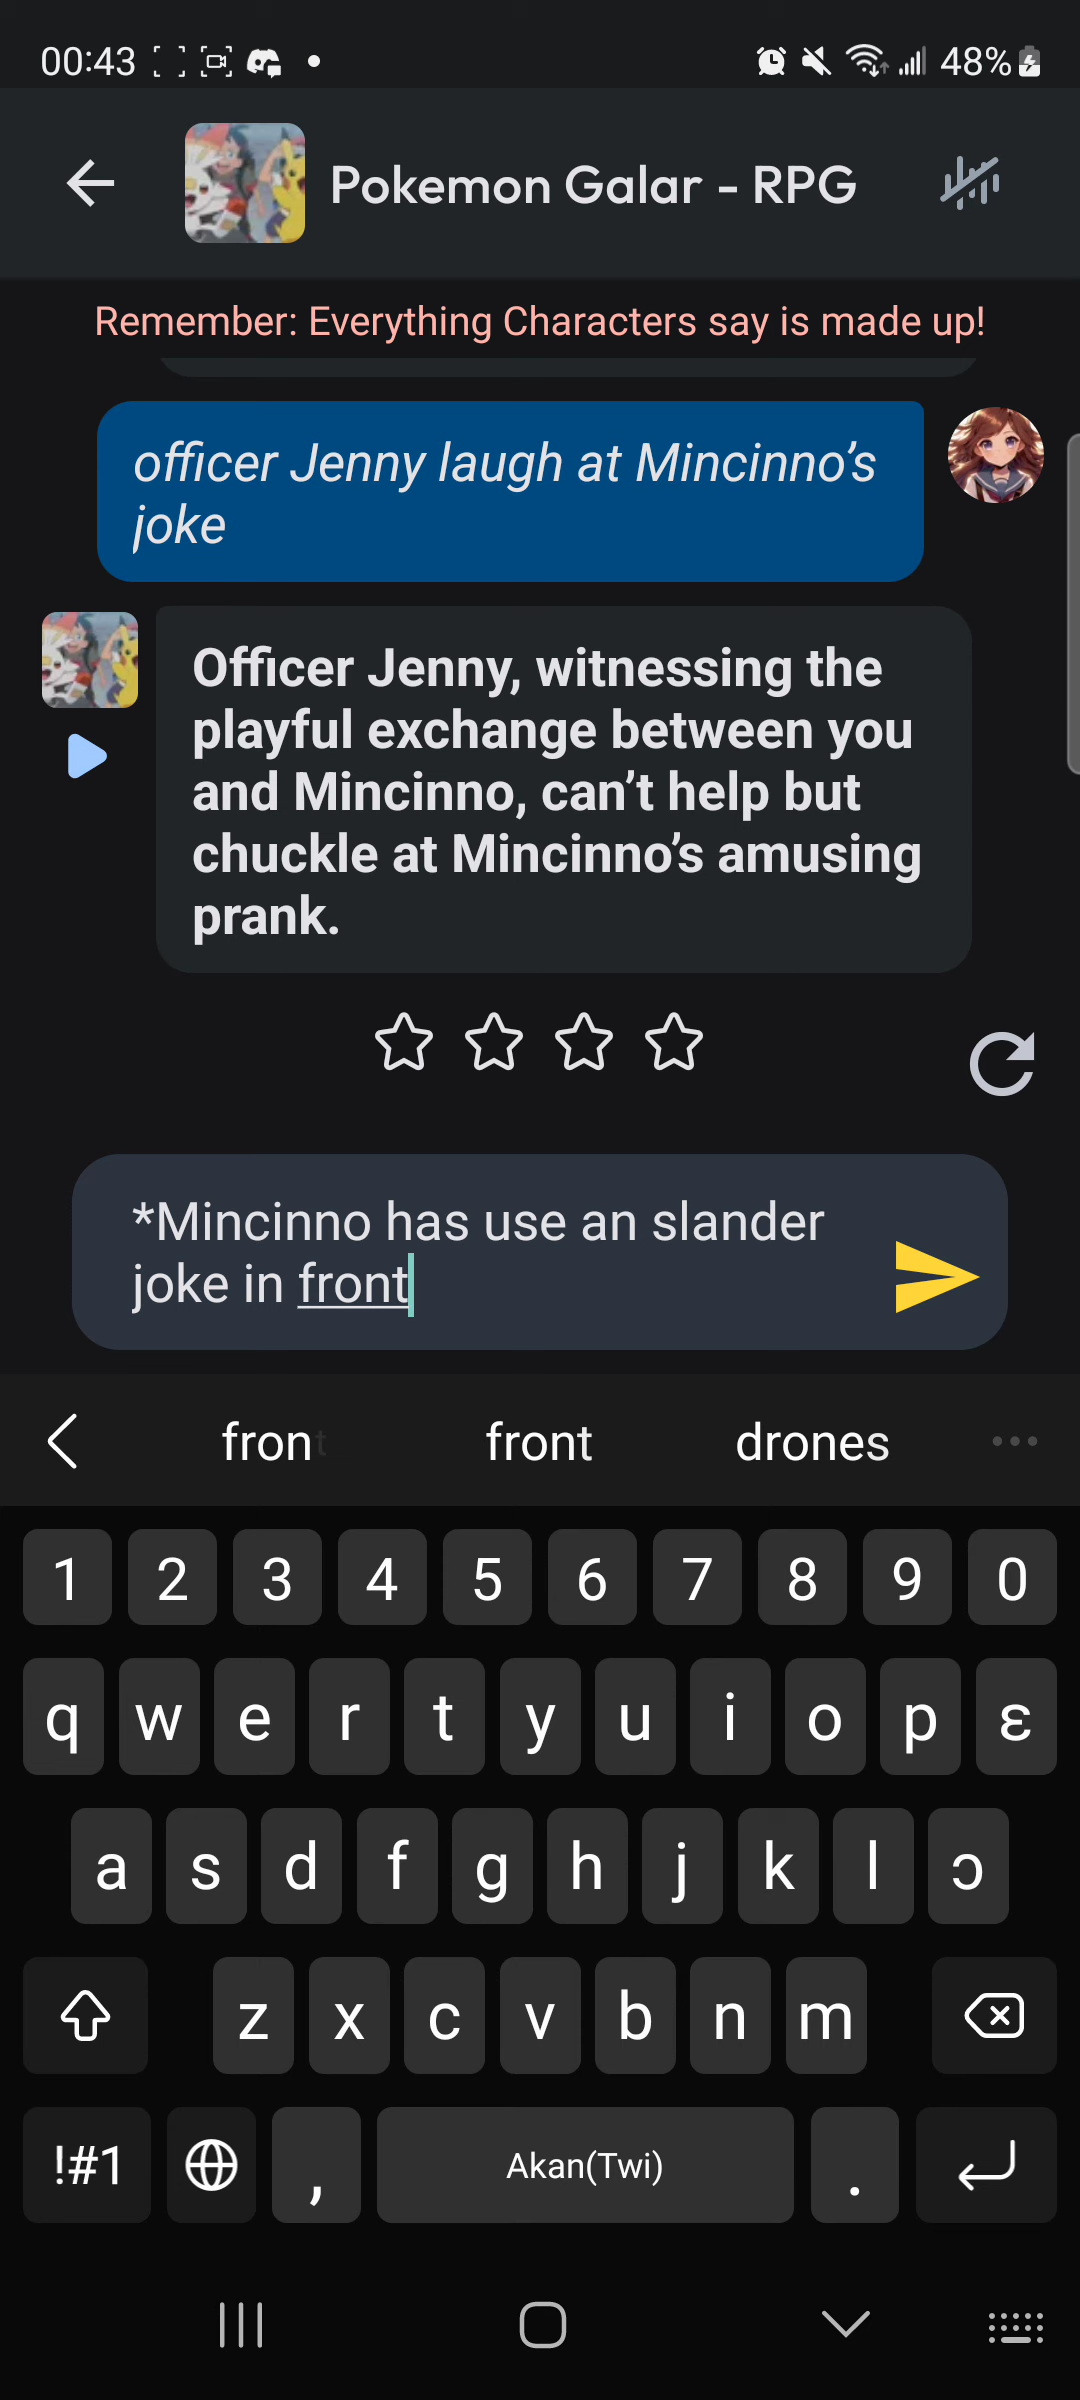 00:43
48%
Pokemon Galar - RPG
Remember: Everything Characters say is made up!
officer Jenny laugh at Mincinno's
joke
Officer Jenny, witnessing the
playful exchange between you
and Mincinno, can't help but
chuckle at Mincinno's amusing
prank.
*Mincinno has use an slander
joke in front
front front drones
1 2 3 4 5 6 7 8 9 0
q w e r t y u i o p ɛ
a s d f g h j k l ɔ
z x c v b n m
!#1 , Akan(Twi) .